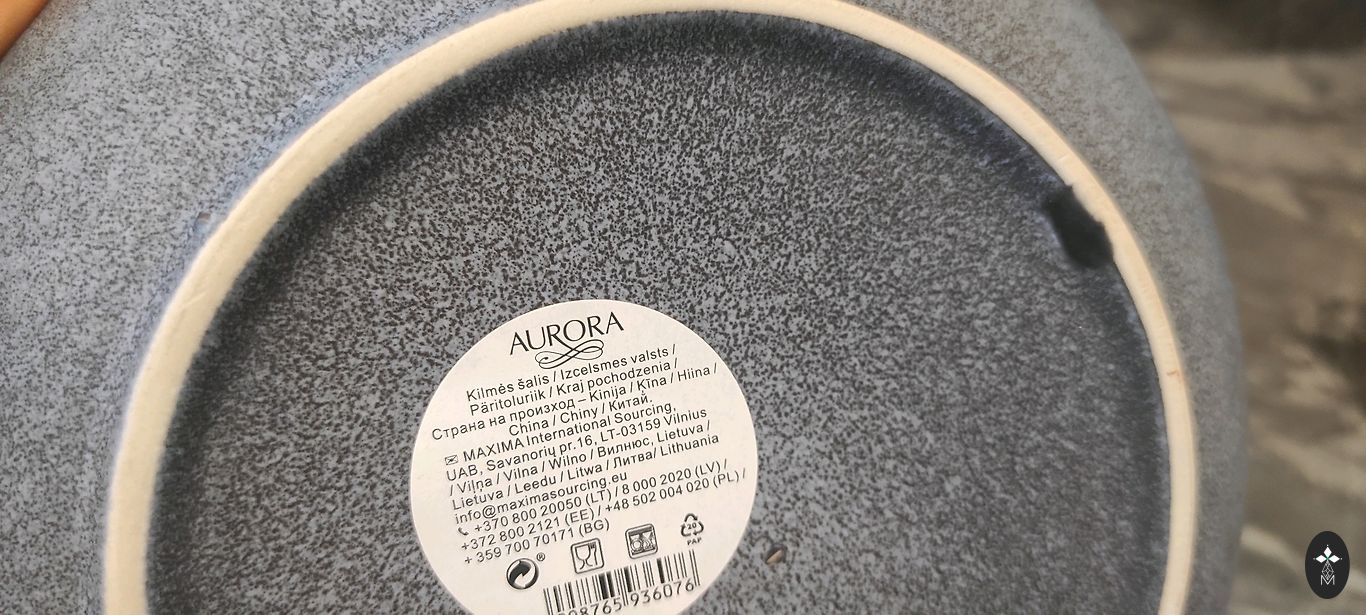 AURORA
Kilmės šalis / Izcelsmes valsts /
Päritoluriik / Kraj pochodzenia /
Страна на произход – Kinija / Ķīna / Hiina /
China / Chiny / Китай.
MAXIMA International Sourcing,
UAB, Savanorių pr.16, LT-03159 Vilnius
/ Viļņa / Vilna / Wilno / Вилнюс, Lietuva /
Lietuva / Leedu / Litwa / Литва/ Lithuania
info@maximasourcing.eu
+370 800 20050 (LT) / 8 000 2020 (LV) /
+372 800 2121 (EE) / +48 502 004 020 (PL) /
+ 359 700 70171 (BG)
®
20
PAP
08765 936076
M